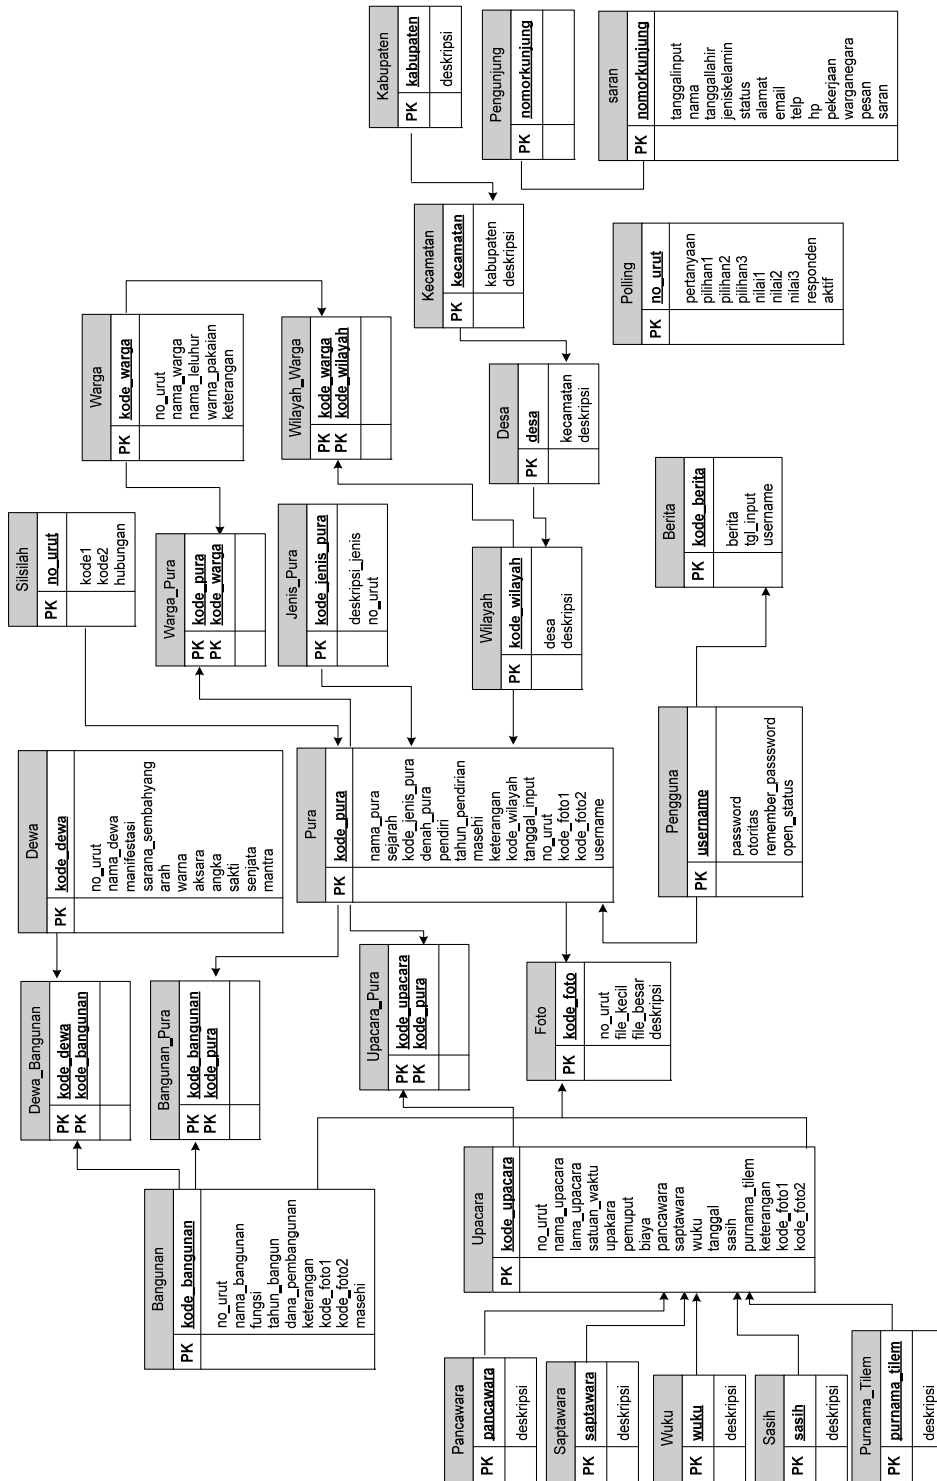 Silsilah
PK no_urut
kode1
kode2
hubungan
Warga
PK kode_warga
no_urut
nama_warga
nama_leluhur
warna_pakaian
keterangan
Kabupaten
PK kabupaten
deskripsi
Pengunjung
PK nomorkunjung
saran
PK nomorkunjung
tanggalinput
nama
tanggallahir
jeniskelamin
status
alamat
email
telp
hp
pekerjaan
warganegara
pesan
saran
Kecamatan
PK kecamatan
kabupaten
deskripsi
Polling
PK no_urut
pertanyaan
pilihan1
pilihan2
pilihan3
nilai1
nilai2
nilai3
responden
aktif
Wilayah_Warga
PK kode_warga
PK kode_wilayah
Desa
PK desa
kecamatan
deskripsi
Warga_Pura
PK kode_pura
PK kode_warga
Jenis_Pura
PK kode_jenis_pura
deskripsi_jenis
no_urut
Wilayah
PK kode_wilayah
desa
deskripsi
Berita
PK kode_berita
berita
tgl_input
username
Dewa
PK kode_dewa
no_urut
nama_dewa
manifestasi
sarana_sembahyang
arah
warna
aksara
angka
sakti
senjata
mantra
Pura
PK kode_pura
nama_pura
sejarah
kode_jenis_pura
denah_pura
pendiri
tahun_pendirian
masehi
keterangan
kode_wilayah
tanggal_input
no_urut
kode_foto1
kode_foto2
username
Pengguna
PK username
password
otoritas
remember_passsword
open_status
Dewa_Bangunan
PK kode_dewa
PK kode_bangunan
Bangunan_Pura
PK kode_bangunan
PK kode_pura
Upacara_Pura
PK kode_upacara
PK kode_pura
Foto
PK kode_foto
no_urut
file_kecil
file_besar
deskripsi
Bangunan
PK kode_bangunan
no_urut
nama_bangunan
fungsi
tahun_bangun
dana_pembangunan
keterangan
kode_foto1
kode_foto2
masehi
Upacara
PK kode_upacara
no_urut
nama_upacara
lama_upacara
satuan_waktu
upakara
pemuput
biaya
pancawara
saptawara
wuku
tanggal
sasih
purnama_tilem
keterangan
kode_foto1
kode_foto2
Pancawara
PK pancawara
deskripsi
Saptawara
PK saptawara
deskripsi
Wuku
PK wuku
deskripsi
Sasih
PK sasih
deskripsi
Purnama_Tilem
PK purnama_tilem
deskripsi